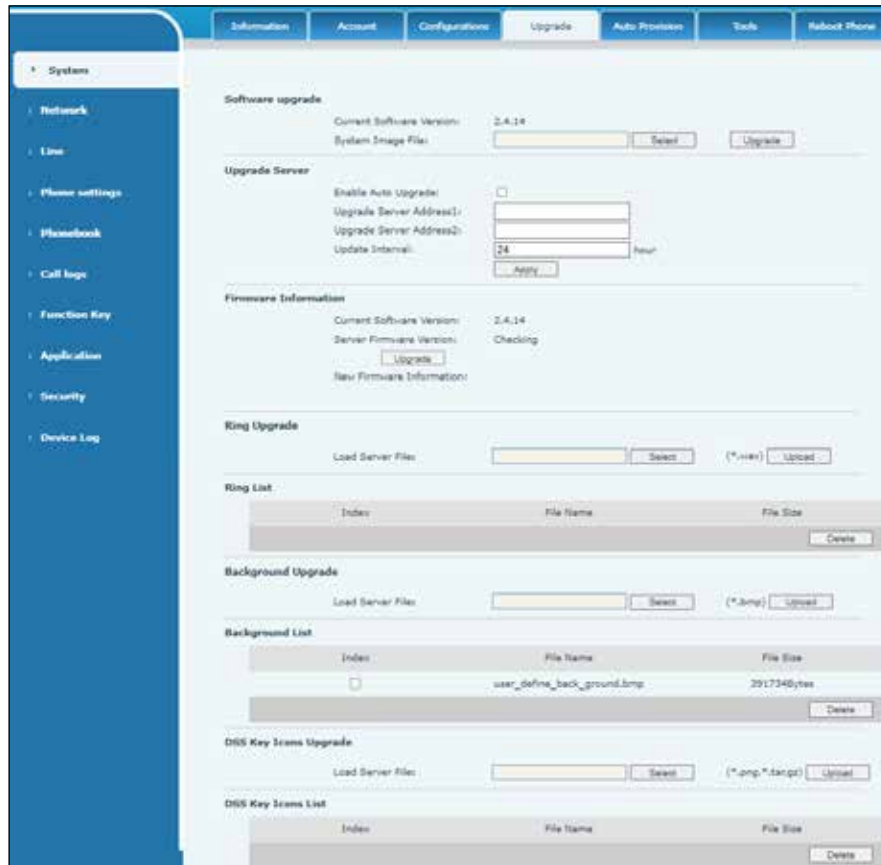 Information Account Configurations Upgrade Auto Provision Tools Reboot Phone
System
Network
Line
Phone settings
Phonebook
Call logs
Function Key
Application
Security
Device Log
Software upgrade
Current Software Version: 2.4.14
System Image File: Select Upgrade
Upgrade Server
Enable Auto Upgrade:
Upgrade Server Address1:
Upgrade Server Address2:
Update Interval: 24 hour
Apply
Firmware Information
Current Software Version: 2.4.14
Server Firmware Version: Checking
Upgrade
New Firmware Information:
Ring Upgrade
Load Server File: Select (*.wav) Upload
Ring List
Index File Name File Size
Delete
Background Upgrade
Load Server File: Select (*.bmp) Upload
Background List
Index File Name File Size
user_define_back_ground.bmp 391734Bytes
Delete
DSS Key Icons Upgrade
Load Server File: Select (*.png,*.tar.gz) Upload
DSS Key Icons List
Index File Name File Size
Delete